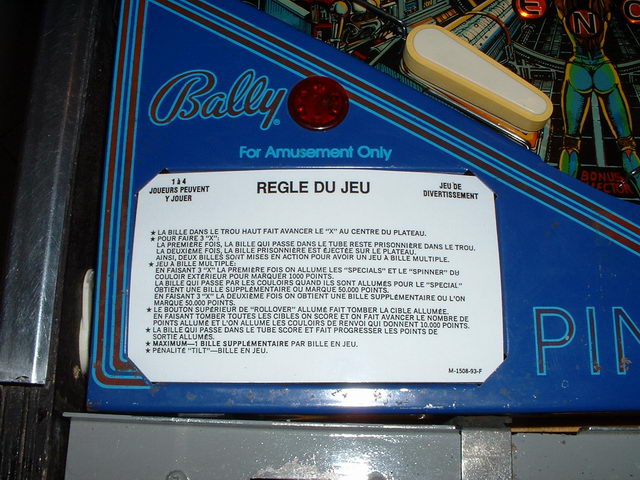 E N C
Bally
For Amusement Only
BONUS
1 à 4
JOUEURS PEUVENT
Y JOUER
REGLE DU JEU
JEU DE
DIVERTISSEMENT
★ LA BILLE DANS LE TROU HAUT FAIT AVANCER LE "X" AU CENTRE DU PLATEAU.
★ POUR FAIRE 3 "X":
LA PREMIERE FOIS, LA BILLE QUI PASSE DANS LE TUBE RESTE PRISONNIERE DANS LE TROU.
LA DEUXIEME FOIS, LA BILLE PRISONNIERE EST ÉJECTÉE SUR LE PLATEAU.
AINSI, DEUX BILLES SONT MISES EN ACTION POUR AVOIR UN JEU À BILLE MULTIPLE.
★ JEU À BILLE MULTIPLE:
EN FAISANT 3 "X" LA PREMIERE FOIS ON ALLUME LES "SPECIALS" ET LE "SPINNER" DU
COULOIR EXTERIEUR POUR MARQUER 1000 POINTS.
LA BILLE QUI PASSE PAR LES COULOIRS QUAND ILS SONT ALLUMÉS POUR LE "SPECIAL"
OBTIENT UNE BILLE SUPPLÉMENTAIRE OU MARQUE 50.000 POINTS.
EN FAISANT 3 "X" LA DEUXIEME FOIS ON OBTIENT UNE BILLE SUPPLÉMENTAIRE OU L'ON
MARQUE 50.000 POINTS.
★ LE BOUTON SUPÉRIEUR DE "ROLLOVER" ALLUMÉ FAIT TOMBER LA CIBLE ALLUMÉE.
EN FAISANT TOMBER TOUTES LES CIBLES ON SCORE ET ON FAIT AVANCER LE NOMBRE DE
POINTS ALLUMÉ ET L'ON ALLUME LES COULOIRS DE RENVOI QUI DONNENT 10.000 POINTS.
★ LA BILLE QUI PASSE DANS LE TUBE SCORE ET FAIT PROGRESSER LES POINTS DE
SORTIE ALLUMÉS.
★ MAXIMUM—1 BILLE SUPPLÉMENTAIRE PAR BILLE EN JEU.
★ PENALITÉ "TILT"—BILLE EN JEU.
M-1508-93-F
PIN